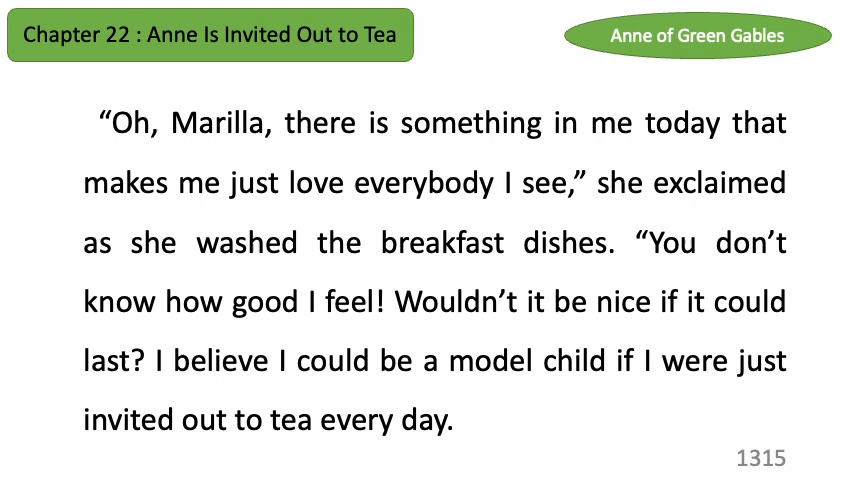 Chapter 22 : Anne Is Invited Out to Tea
Anne of Green Gables
“Oh, Marilla, there is something in me today that
makes me just love everybody I see,” she exclaimed
as she washed the breakfast dishes. “You don’t
know how good I feel! Wouldn’t it be nice if it could
last? I believe I could be a model child if I were just
invited out to tea every day.
1315